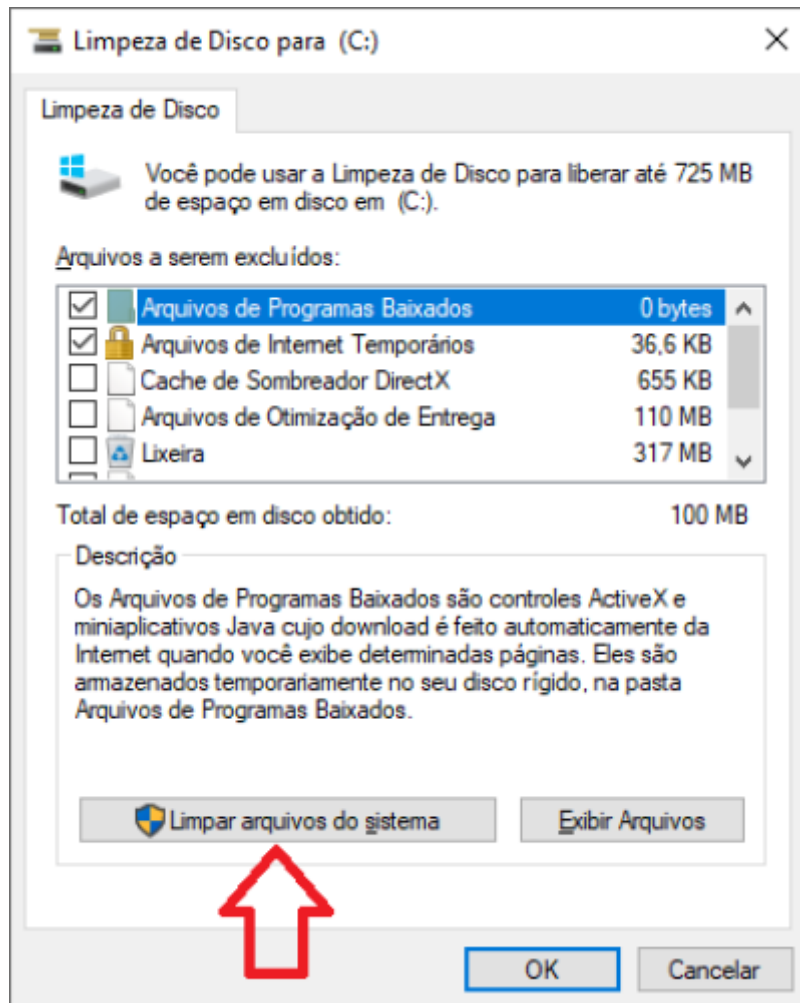 Limpeza de Disco para (C:)
Limpeza de Disco
Você pode usar a Limpeza de Disco para liberar até 725 MB
de espaço em disco em (C:).
Arquivos a serem excluídos:
Arquivos de Programas Baixados 0 bytes
Arquivos de Internet Temporários 36,6 KB
Cache de Sombreador DirectX 655 KB
Arquivos de Otimização de Entrega 110 MB
Lixeira 317 MB
Total de espaço em disco obtido: 100 MB
Descrição
Os Arquivos de Programas Baixados são controles ActiveX e
miniaplicativos Java cujo download é feito automaticamente da
Internet quando você exibe determinadas páginas. Eles são
armazenados temporariamente no seu disco rígido, na pasta
Arquivos de Programas Baixados.
Limpar arquivos do sistema Exibir Arquivos
OK Cancelar